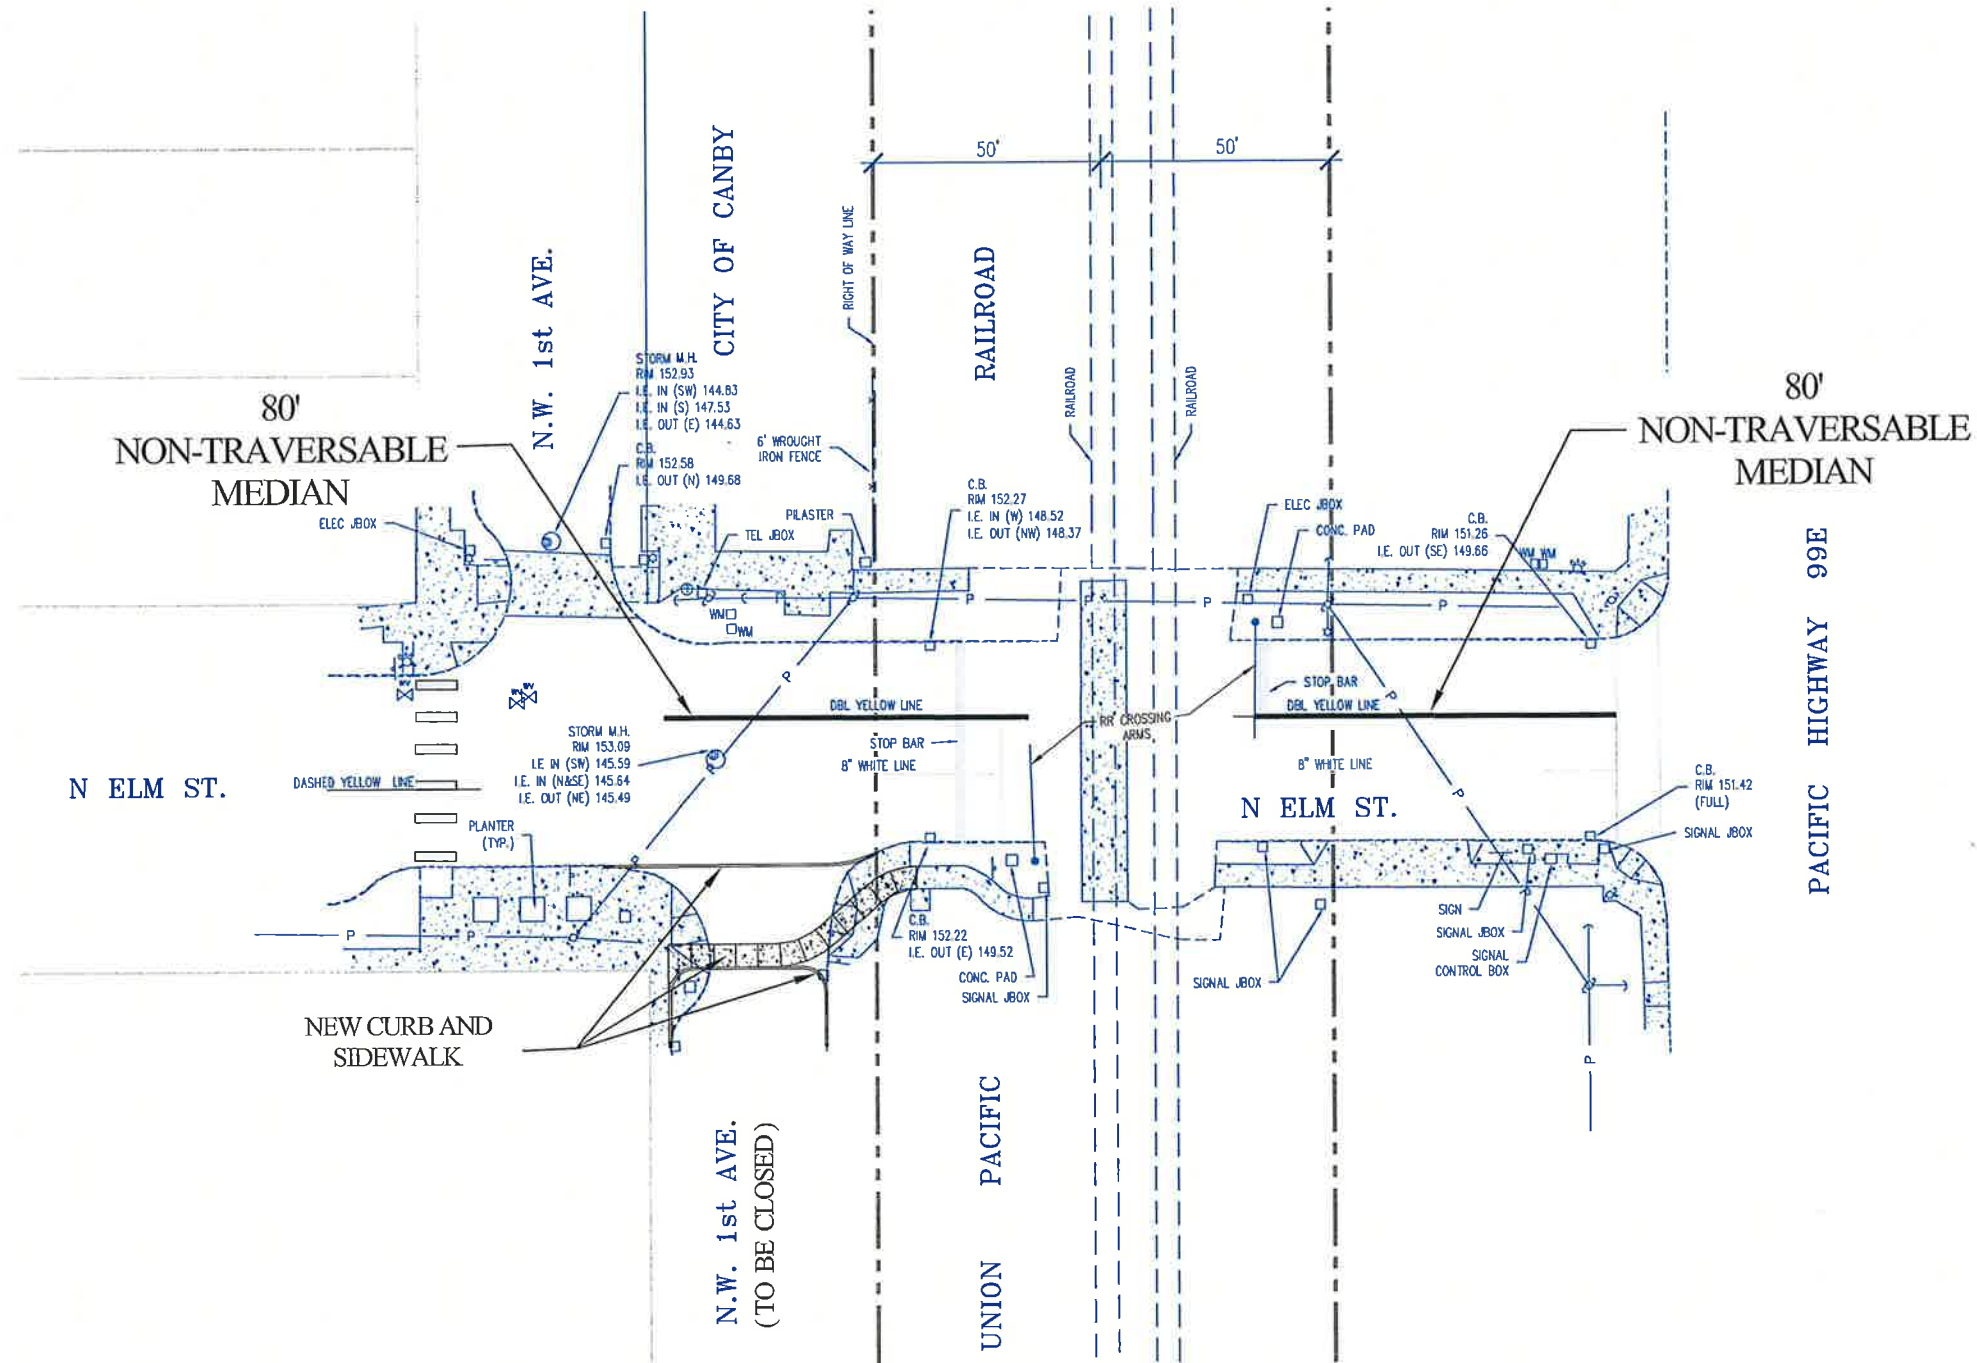 50'
50'
CITY OF CANBY
N.W. 1st AVE.
RIGHT OF WAY LINE
RAILROAD
RAILROAD
RAILROAD
80'
NON-TRAVERSABLE
MEDIAN
80'
NON-TRAVERSABLE
MEDIAN
STORM M.H.
RIM 152.93
I.E. IN (SW) 144.83
I.E. IN (S) 147.53
I.E. OUT (E) 144.63
C.B.
RIM 152.58
I.E. OUT (N) 149.68
6' WROUGHT
IRON FENCE
C.B.
RIM 152.27
I.E. IN (W) 148.52
I.E. OUT (NW) 148.37
ELEC JBOX
PILASTER
TEL JBOX
ELEC JBOX
CONC. PAD
C.B.
RIM 151.26
I.E. OUT (SE) 149.66
WM WM
PACIFIC HIGHWAY 99E
P
P
P
WM
WM
P
P
WV
WV
WV
STOP BAR
DBL YELLOW LINE
DBL YELLOW LINE
RR CROSSING
ARMS
STORM M.H.
RIM 153.09
I.E IN (SW) 145.59
I.E. IN (N&SE) 145.64
I.E. OUT (NE) 145.49
STOP BAR
8" WHITE LINE
8" WHITE LINE
P
P
N ELM ST.
DASHED YELLOW LINE
N ELM ST.
C.B.
RIM 151.42
(FULL)
SIGNAL JBOX
PLANTER
(TYP.)
P
P
C.B.
RIM 152.22
I.E. OUT (E) 149.52
CONC. PAD
SIGNAL JBOX
SIGNAL JBOX
SIGN
SIGNAL JBOX
SIGNAL
CONTROL BOX
NEW CURB AND
SIDEWALK
P
N.W. 1st AVE.
(TO BE CLOSED)
UNION PACIFIC